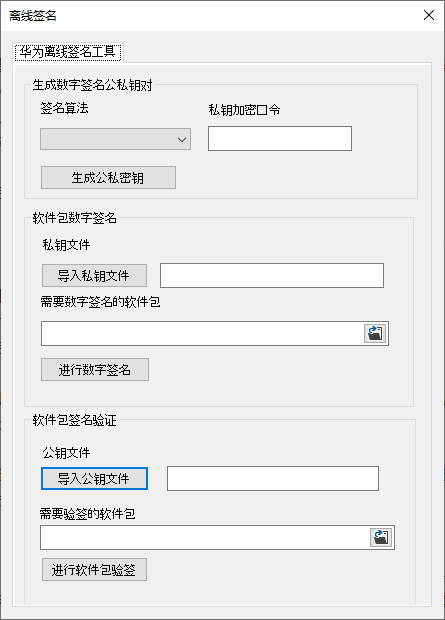 离线签名
华为离线签名工具
生成数字签名公私钥对
签名算法
私钥加密口令
生成公私密钥
软件包数字签名
私钥文件
导入私钥文件
需要数字签名的软件包
进行数字签名
软件包签名验证
公钥文件
导入公钥文件
需要验签的软件包
进行软件包验签